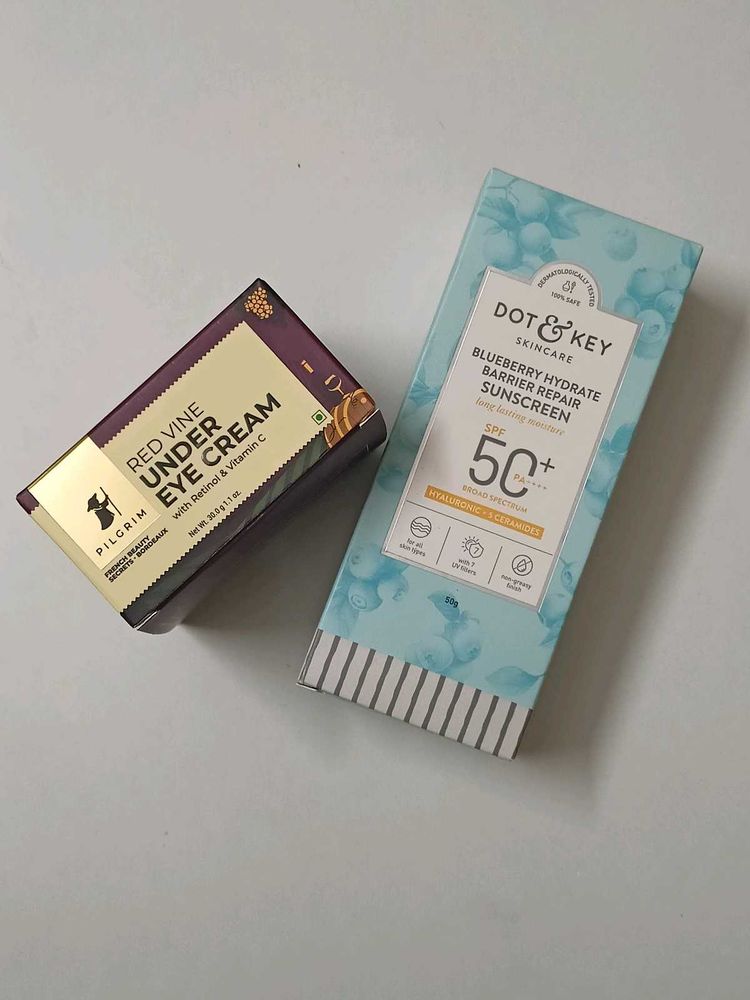 RED VINE
UNDER
EYE CREAM
with Retinol & Vitamin C
Net Wt. 30.0 g 1.1 oz.
PILGRIM
FRENCH BEAUTY
SECRETS • BORDEAUX
DERMATOLOGICALLY TESTED
100% SAFE
DOT & KEY
SKINCARE
BLUEBERRY HYDRATE
BARRIER REPAIR
SUNSCREEN
long lasting moisture
SPF
50+
PA++++
BROAD SPECTRUM
HYALURONIC + 5 CERAMIDES
for all
skin types
7
with 7
UV filters
non-greasy
finish
50g